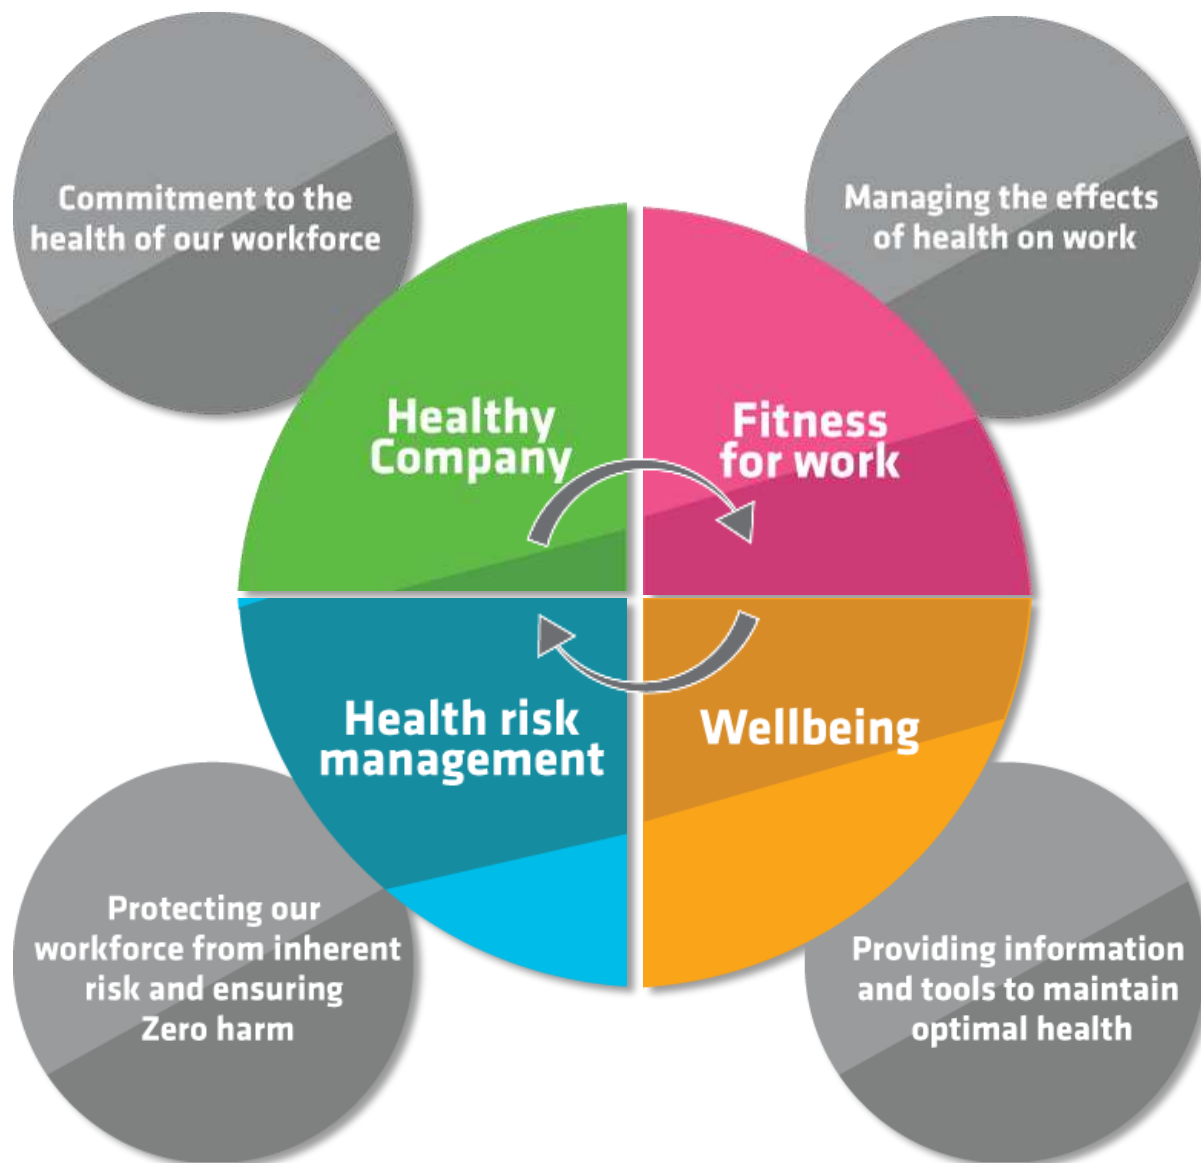 Commitment to the
health of our workforce
Managing the effects
of health on work
Healthy
Company
Fitness
for work
Health risk
management
Wellbeing
Protecting our
workforce from inherent
risk and ensuring
Zero harm
Providing information
and tools to maintain
optimal health